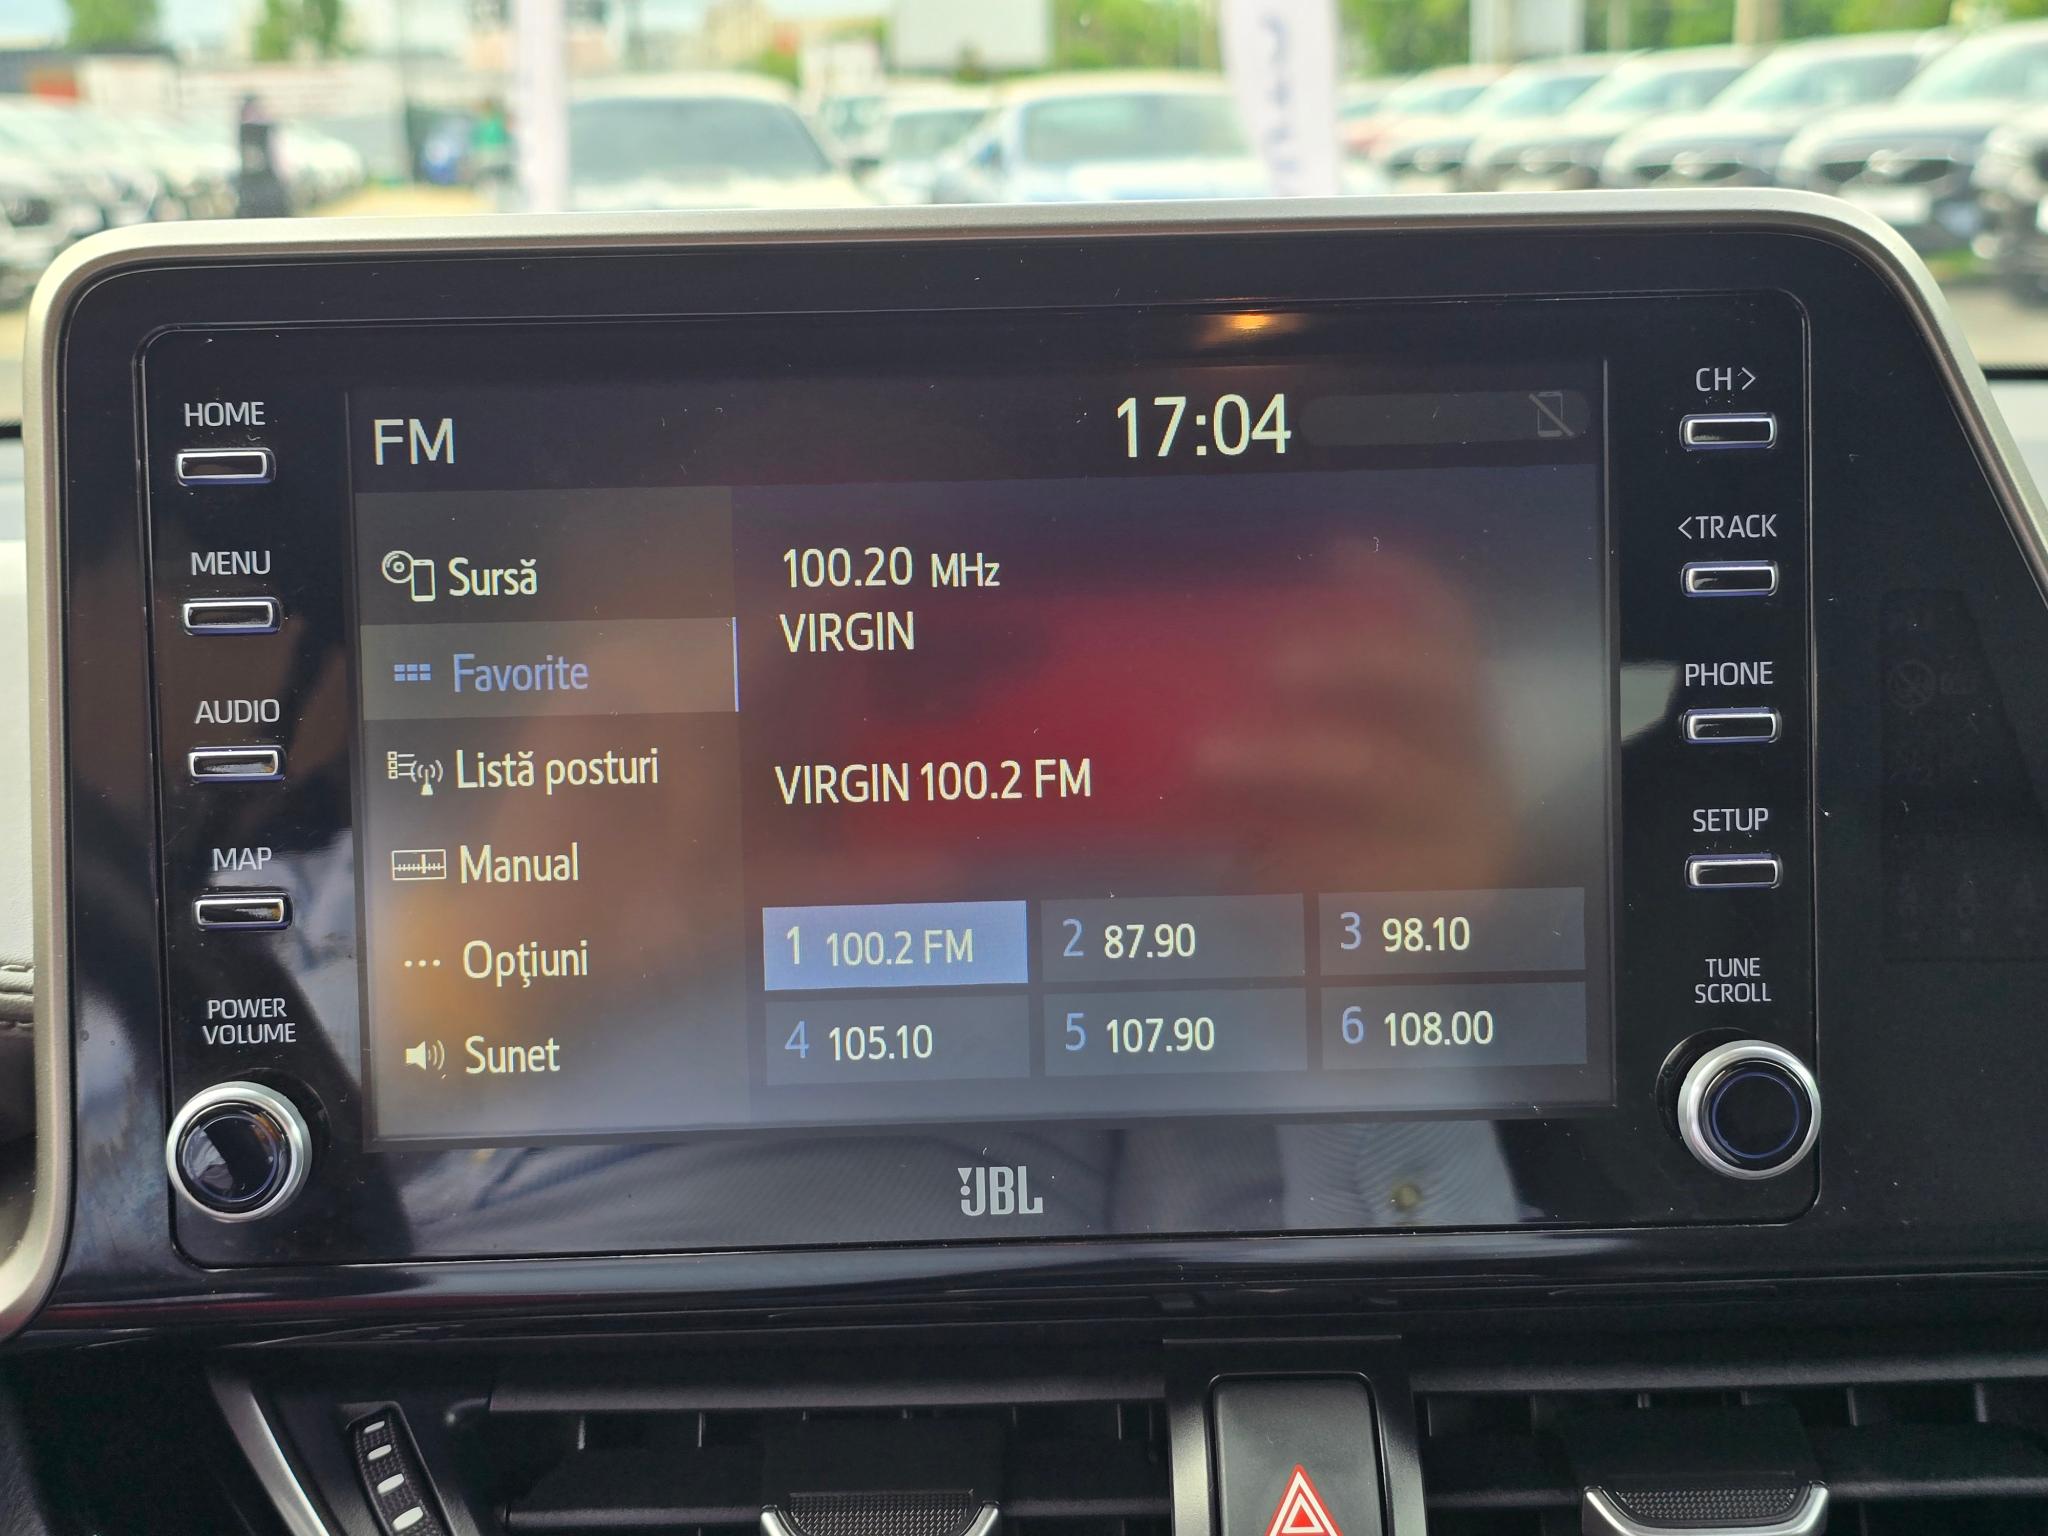 HOME
MENU
AUDIO
MAP
POWER
VOLUME
FM
17:04
Sursă
Favorite
Listă posturi
Manual
Opţiuni
Sunet
100.20 MHz
VIRGIN
VIRGIN 100.2 FM
1 100.2 FM
2 87.90
3 98.10
4 105.10
5 107.90
6 108.00
CH>
<TRACK
PHONE
SETUP
TUNE
SCROLL
JBL